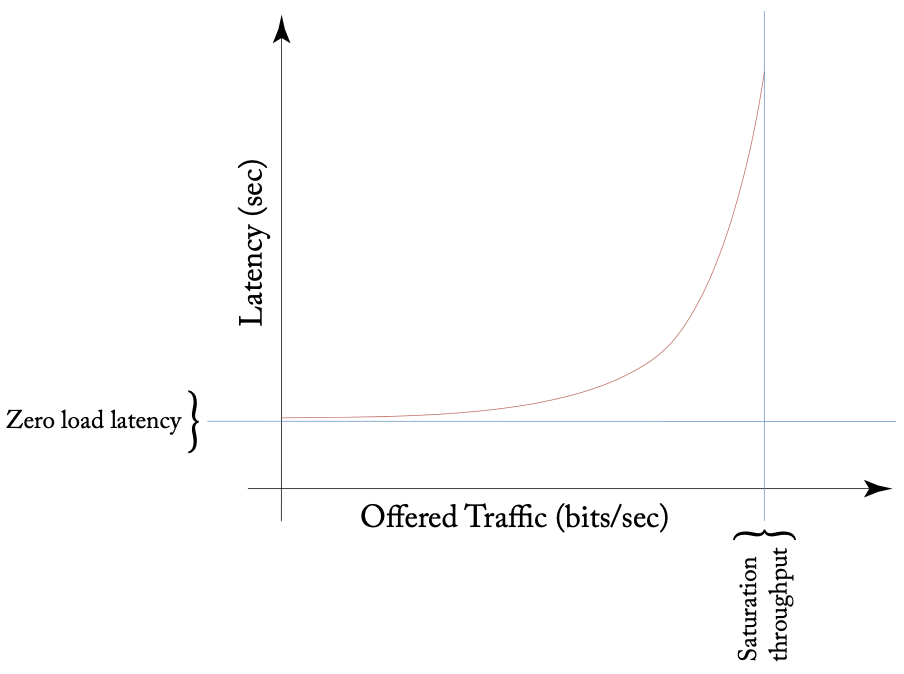 Latency (sec)
Zero load latency
Offered Traffic (bits/sec)
Saturation
throughput